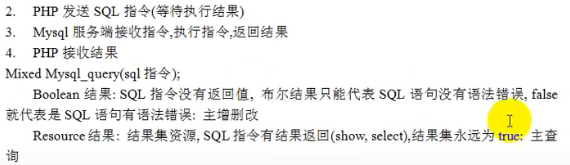 2. PHP 发送 SQL 指令(等待执行结果)
3. Mysql 服务端接收指令,执行指令,返回结果
4. PHP 接收结果
Mixed Mysql_query(sql 指令);
Boolean 结果: SQL 指令没有返回值, 布尔结果只能代表 SQL 语句没有语法错误, false
就代表是 SQL 语句有语法错误: 主增删改
Resource 结果: 结果集资源, SQL 指令有结果返回(show, select),结果集永远为 true: 主查
询